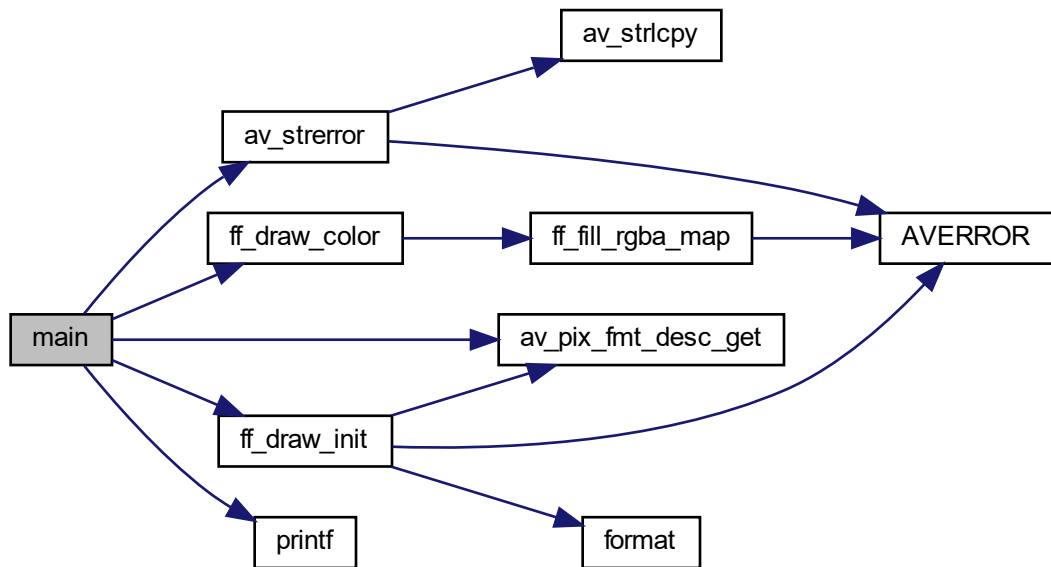 av_strlcpy
av_strerror
ff_draw_color
ff_fill_rgba_map
AVERROR
main
av_pix_fmt_desc_get
ff_draw_init
printf
format